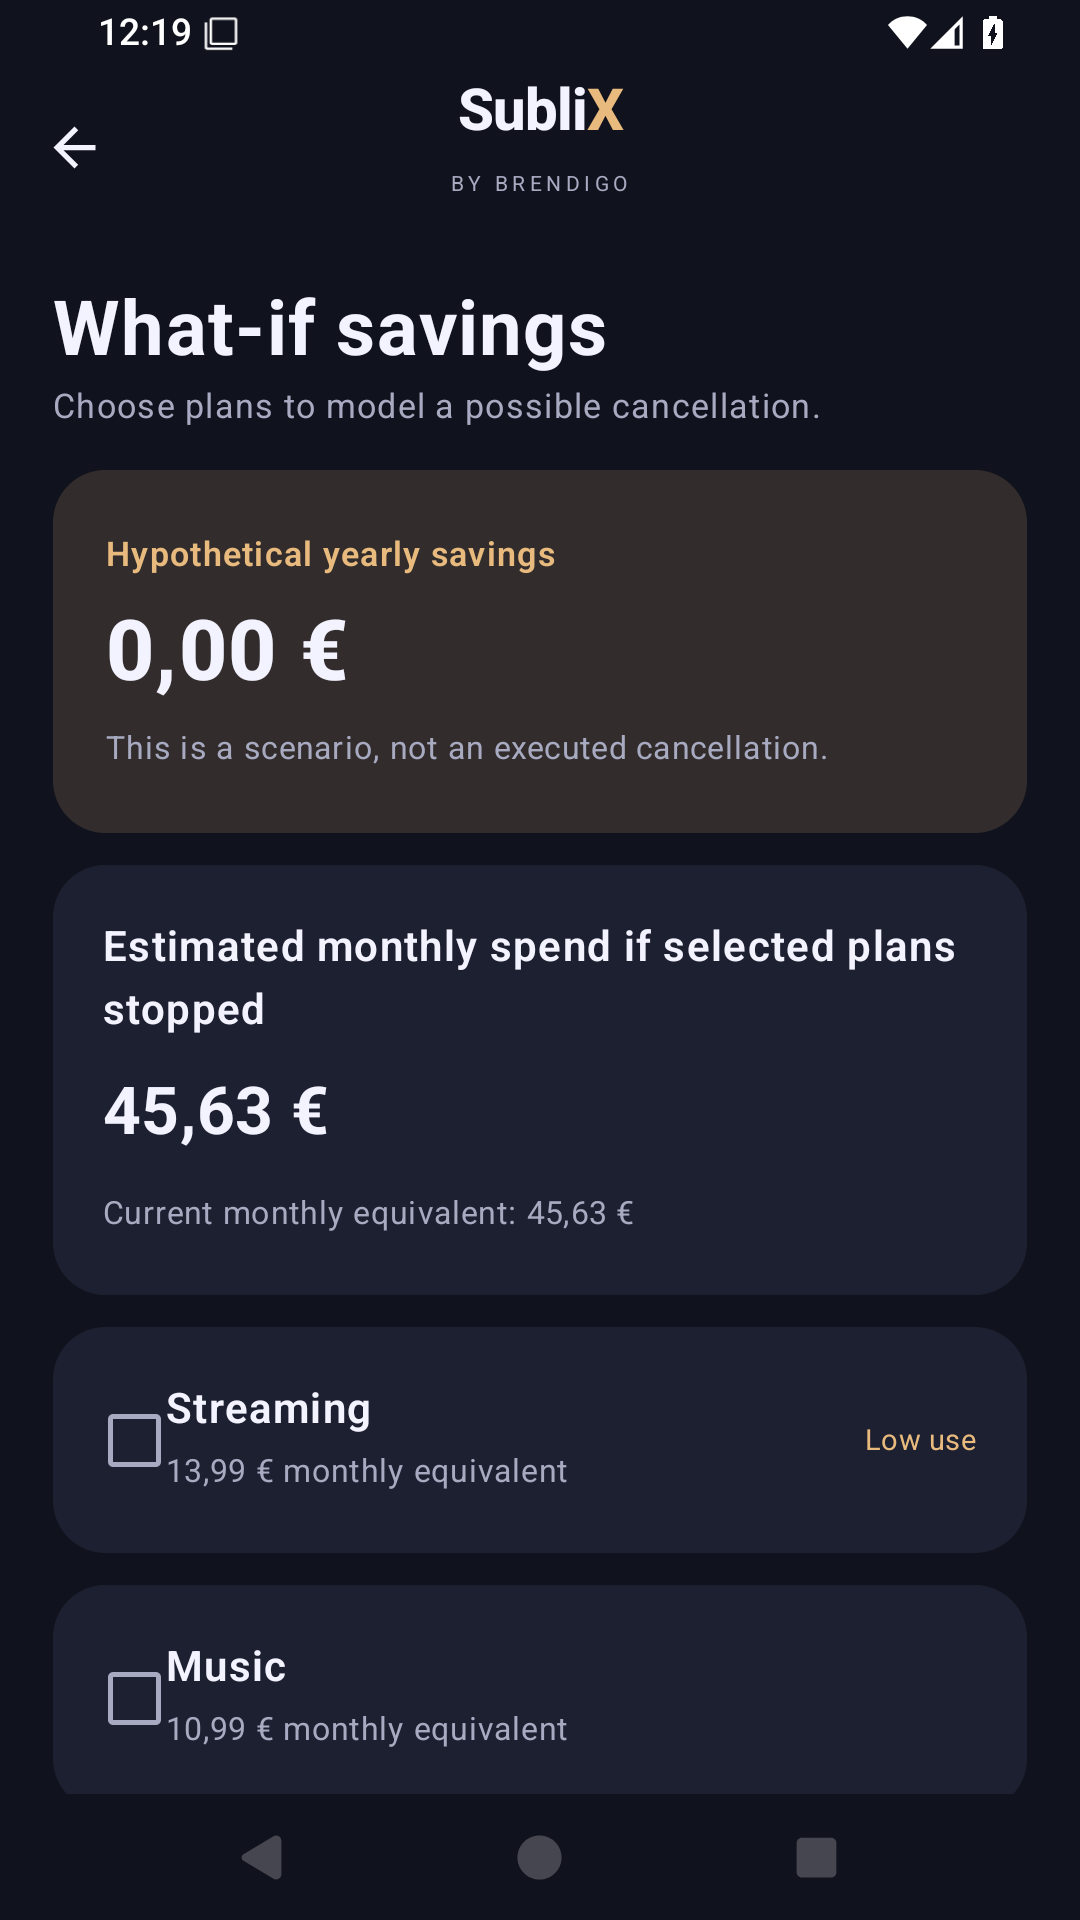 12:19
SubliX
BY BRENDIGO
What-if savings
Choose plans to model a possible cancellation.
Hypothetical yearly savings
0,00 €
This is a scenario, not an executed cancellation.
Estimated monthly spend if selected plans
stopped
45,63 €
Current monthly equivalent: 45,63 €
Streaming
13,99 € monthly equivalent
Low use
Music
10,99 € monthly equivalent